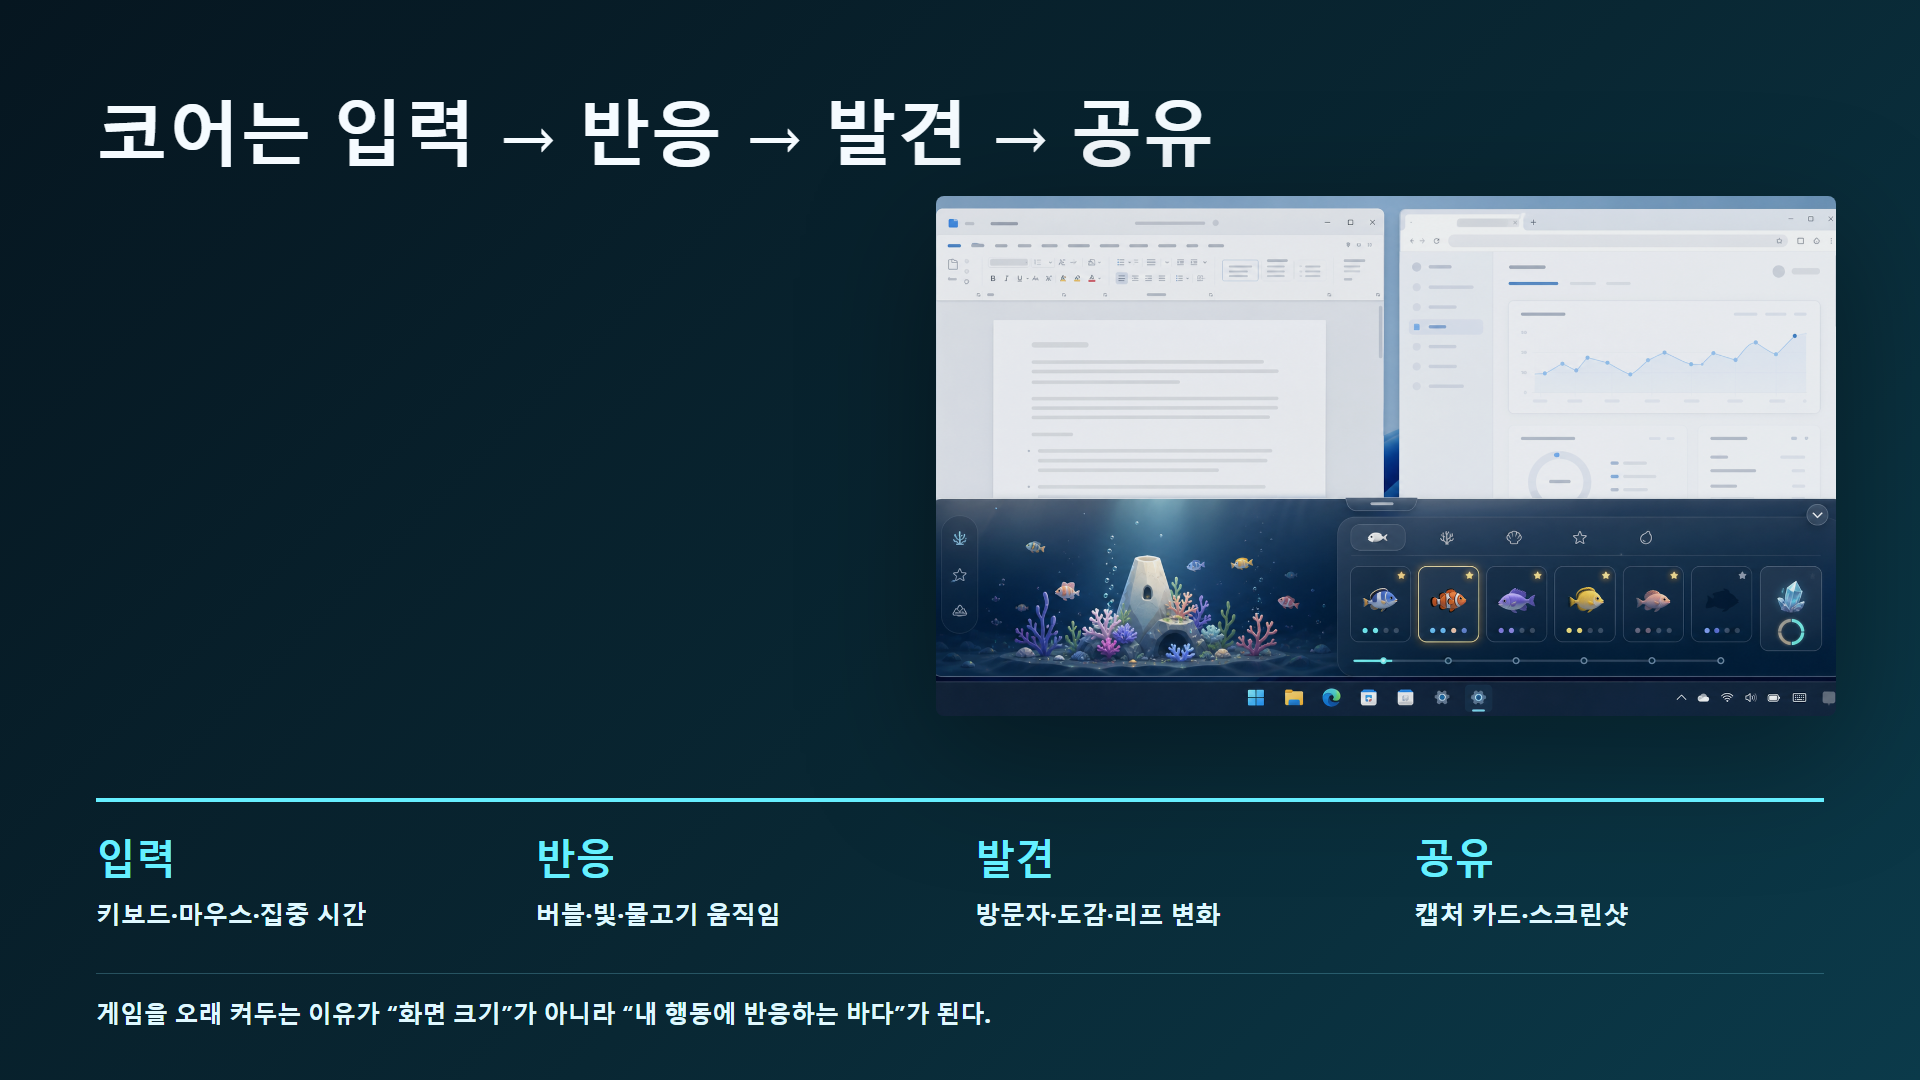 코어는 입력 → 반응 → 발견 → 공유
입력
키보드·마우스·집중 시간
반응
버블·빛·물고기 움직임
발견
방문자·도감·리프 변화
공유
캡처 카드·스크린샷
게임을 오래 켜두는 이유가 “화면 크기”가 아니라 “내 행동에 반응하는 바다”가 된다.